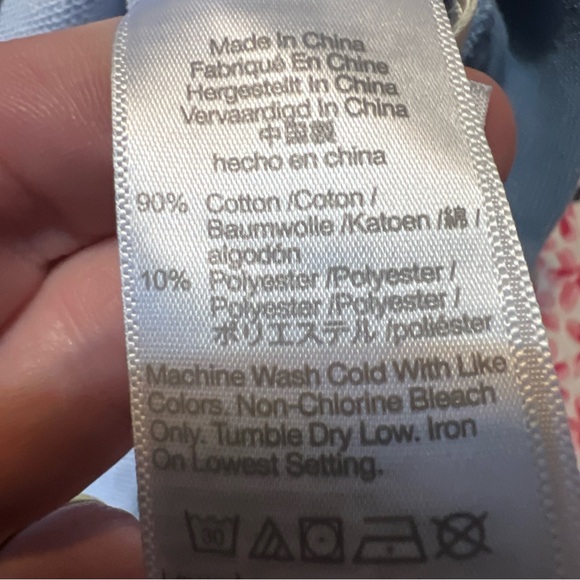 Made In China
Fabriqué En Chine
Hergestellt In China
Vervaardigd In China
中国製
hecho en china
90% Cotton /Coton /
Baumwolle /Katoen /綿 /
algodón
10% Polyester /Polyester /
Polyester /Polyester /
ポリエステル /poliéster
Machine Wash Cold With Like
Colors. Non-Chlorine Bleach
Only. Tumble Dry Low. Iron
On Lowest Setting.
30